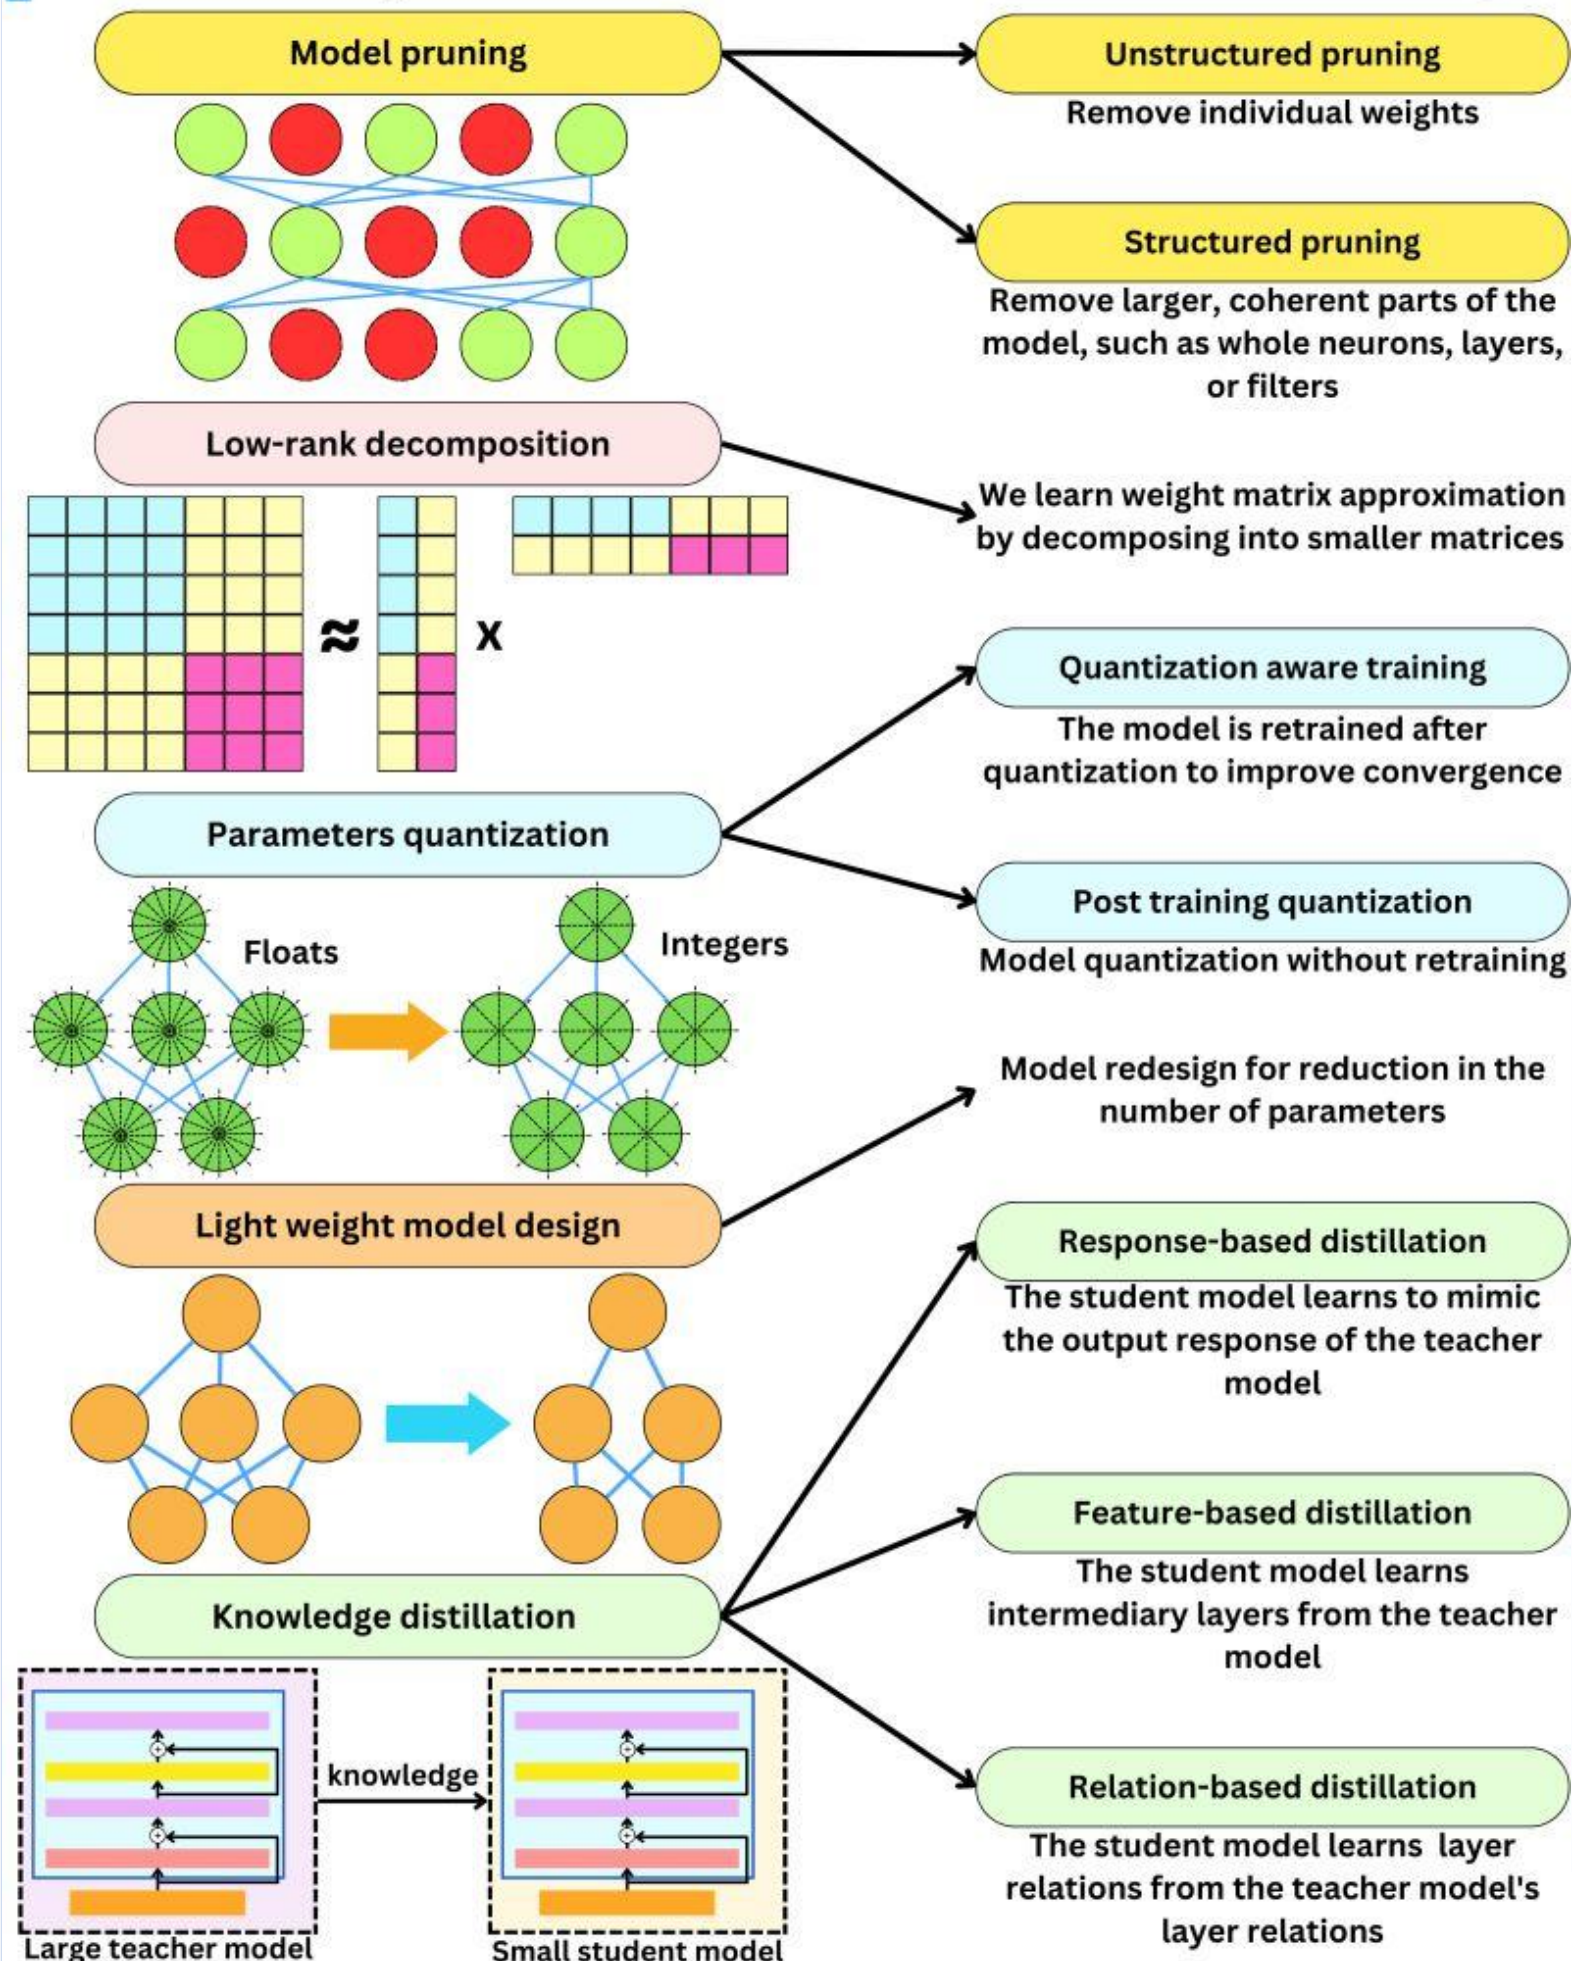 Model pruning
Unstructured pruning
Remove individual weights
Structured pruning
Remove larger, coherent parts of the
model, such as whole neurons, layers,
or filters
Low-rank decomposition
We learn weight matrix approximation
by decomposing into smaller matrices
≈
X
Quantization aware training
The model is retrained after
quantization to improve convergence
Parameters quantization
Post training quantization
Model quantization without retraining
Floats
Integers
Model redesign for reduction in the
number of parameters
Light weight model design
Response-based distillation
The student model learns to mimic
the output response of the teacher
model
Feature-based distillation
The student model learns
intermediary layers from the teacher
model
Knowledge distillation
knowledge
Relation-based distillation
The student model learns layer
relations from the teacher model's
layer relations
Large teacher model
Small student model